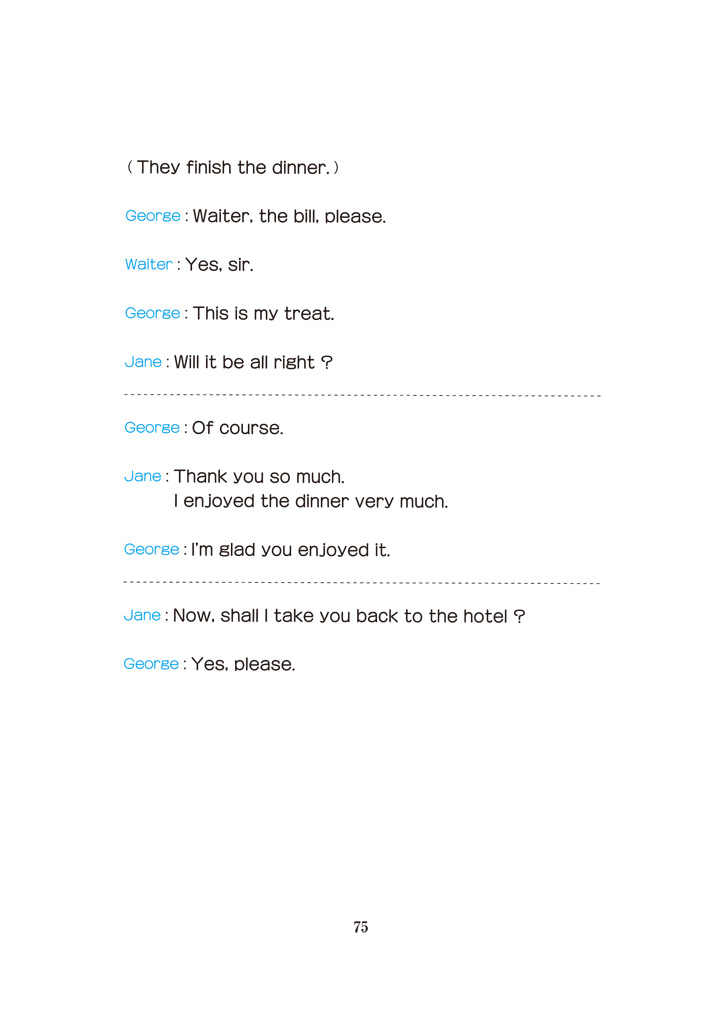 ( They finish the dinner. )
George : Waiter, the bill, please.
Waiter : Yes, sir.
George : This is my treat.
Jane : Will it be all right ?
George : Of course.
Jane : Thank you so much.
I enjoyed the dinner very much.
George : I'm glad you enjoyed it.
Jane : Now, shall I take you back to the hotel ?
George : Yes, please.
75